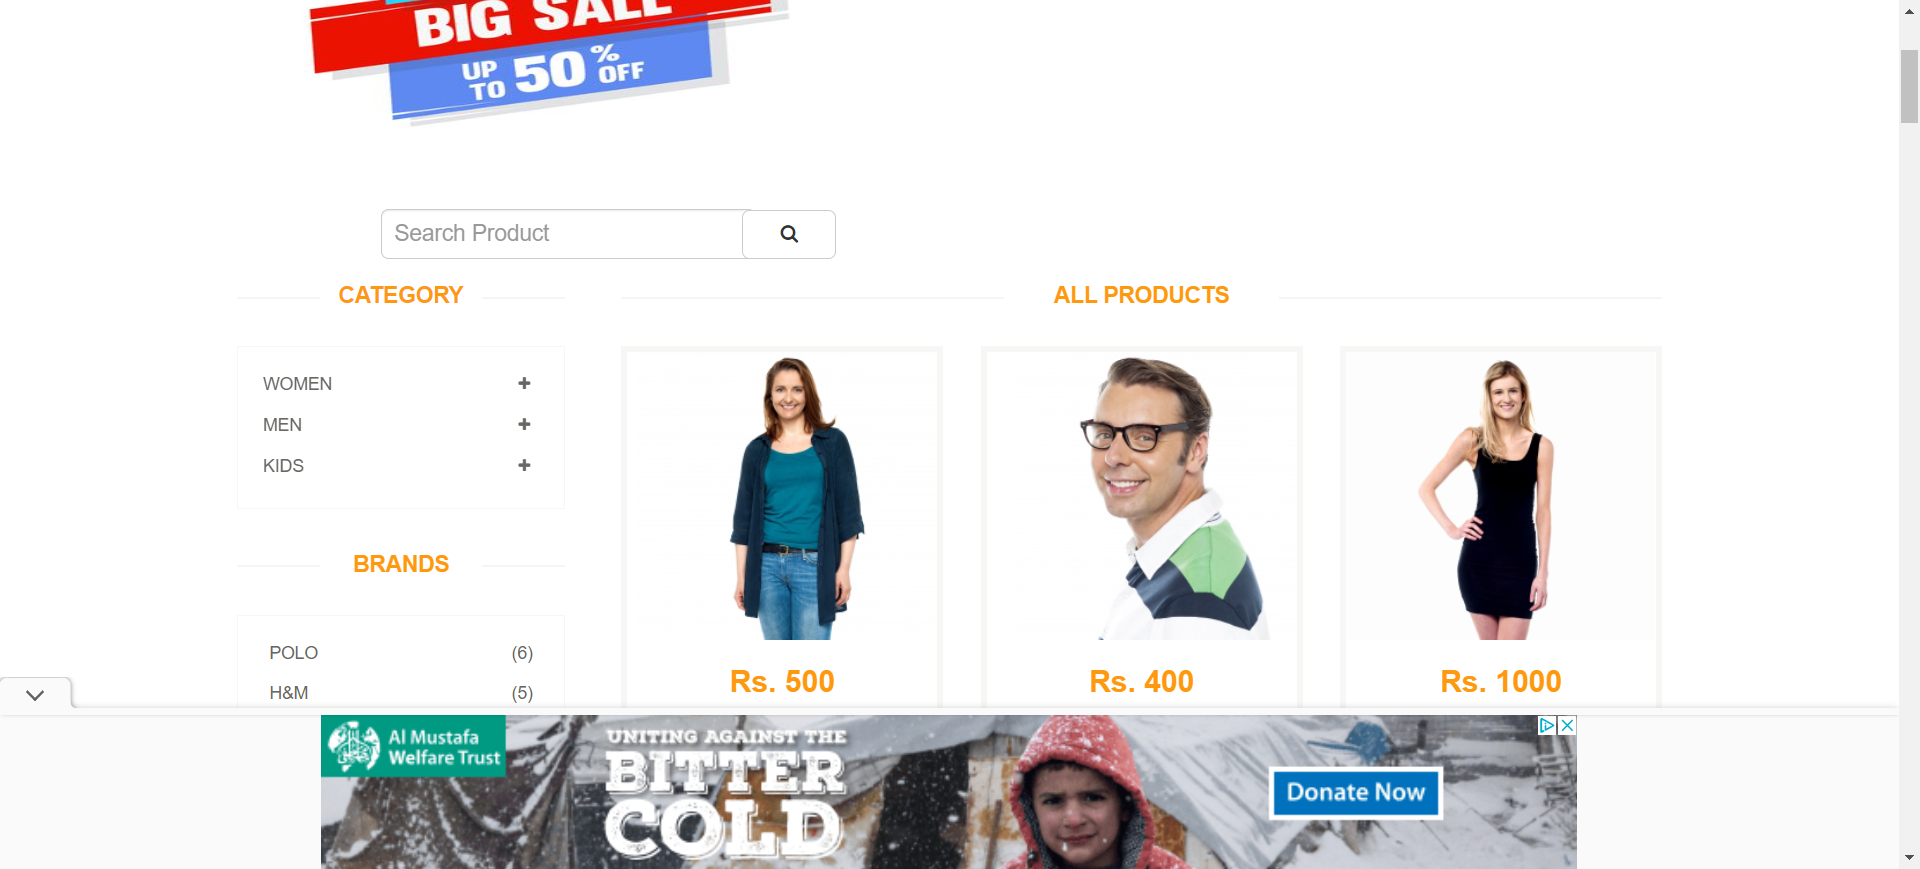 BIG SALE
UP TO 50% OFF
Search Product
CATEGORY
ALL PRODUCTS
WOMEN
MEN
KIDS
BRANDS
POLO (6)
H&M (5)
Rs. 500
Rs. 400
Rs. 1000
Al Mustafa
Welfare Trust
UNITING AGAINST THE
BITTER
COLD
Donate Now